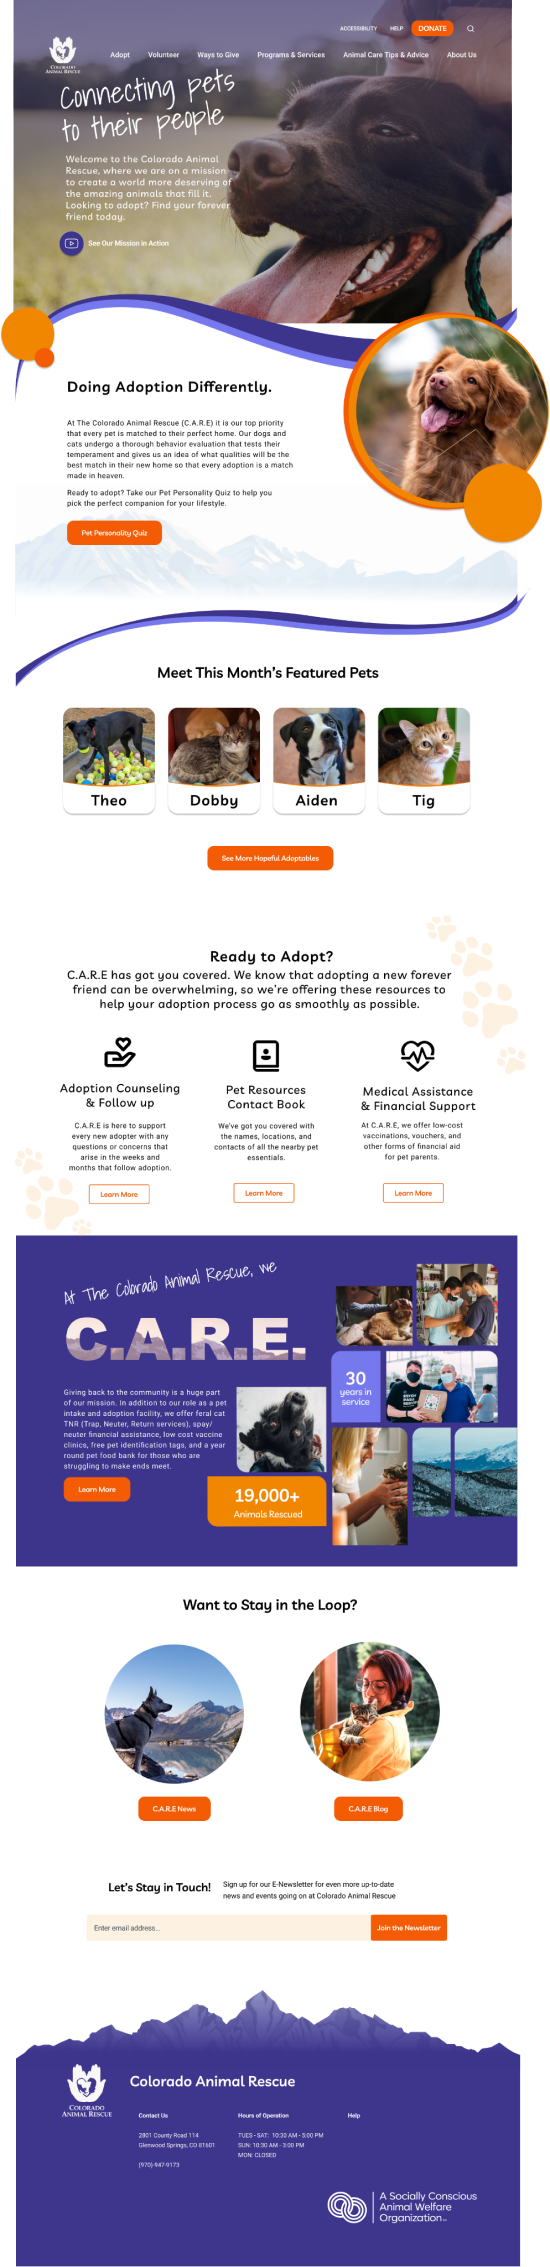 ACCESSIBILITY HELP DONATE
COLORADO
ANIMAL RESCUE
Adopt Volunteer Ways to Give Programs & Services Animal Care Tips & Advice About Us
Connecting pets
to their people
Welcome to the Colorado Animal
Rescue, where we are on a mission
to create a world more deserving of
the amazing animals that fill it.
Looking to adopt? Find your forever
friend today.
See Our Mission in Action
Doing Adoption Differently.
At The Colorado Animal Rescue (C.A.R.E) it is our top priority
that every pet is matched to their perfect home. Our dogs and
cats undergo a thorough behavior evaluation that tests their
temperament and gives us an idea of what qualities will be the
best match in their new home so that every adoption is a match
made in heaven.
Ready to adopt? Take our Pet Personality Quiz to help you
pick the perfect companion for your lifestyle.
Pet Personality Quiz
Meet This Month's Featured Pets
Theo
Dobby
Aiden
Tig
See More Hopeful Adoptables
Ready to Adopt?
C.A.R.E has got you covered. We know that adopting a new forever
friend can be overwhelming, so we're offering these resources to
help your adoption process go as smoothly as possible.
Adoption Counseling
& Follow up
C.A.R.E is here to support
every new adopter with any
questions or concerns that
arise in the weeks and
months that follow adoption.
Learn More
Pet Resources
Contact Book
We've got you covered with
the names, locations, and
contacts of all the nearby pet
essentials.
Learn More
Medical Assistance
& Financial Support
At C.A.R.E, we offer low-cost
vaccinations, vouchers, and
other forms of financial aid
for pet parents.
Learn More
At The Colorado Animal Rescue, we
C.A.R.E.
Giving back to the community is a huge part
of our mission. In addition to our role as a pet
intake and adoption facility, we offer feral cat
TNR (Trap, Neuter, Return services), spay/
neuter financial assistance, low cost vaccine
clinics, free pet identification tags, and a year
round pet food bank for those who are
struggling to make ends meet.
Learn More
30
years in
service
19,000+
Animals Rescued
Want to Stay in the Loop?
C.A.R.E News
C.A.R.E Blog
Let's Stay in Touch!
Sign up for our E-Newsletter for even more up-to-date
news and events going on at Colorado Animal Rescue
Enter email address...
Join the Newsletter
COLORADO
ANIMAL RESCUE
Colorado Animal Rescue
Contact Us
2801 County Road 114
Glenwood Springs, CO 81601
(970)-947-9173
Hours of Operation
TUES - SAT: 10:30 AM - 5:00 PM
SUN: 10:30 AM - 3:00 PM
MON: CLOSED
Help
A Socially Conscious
Animal Welfare
Organization